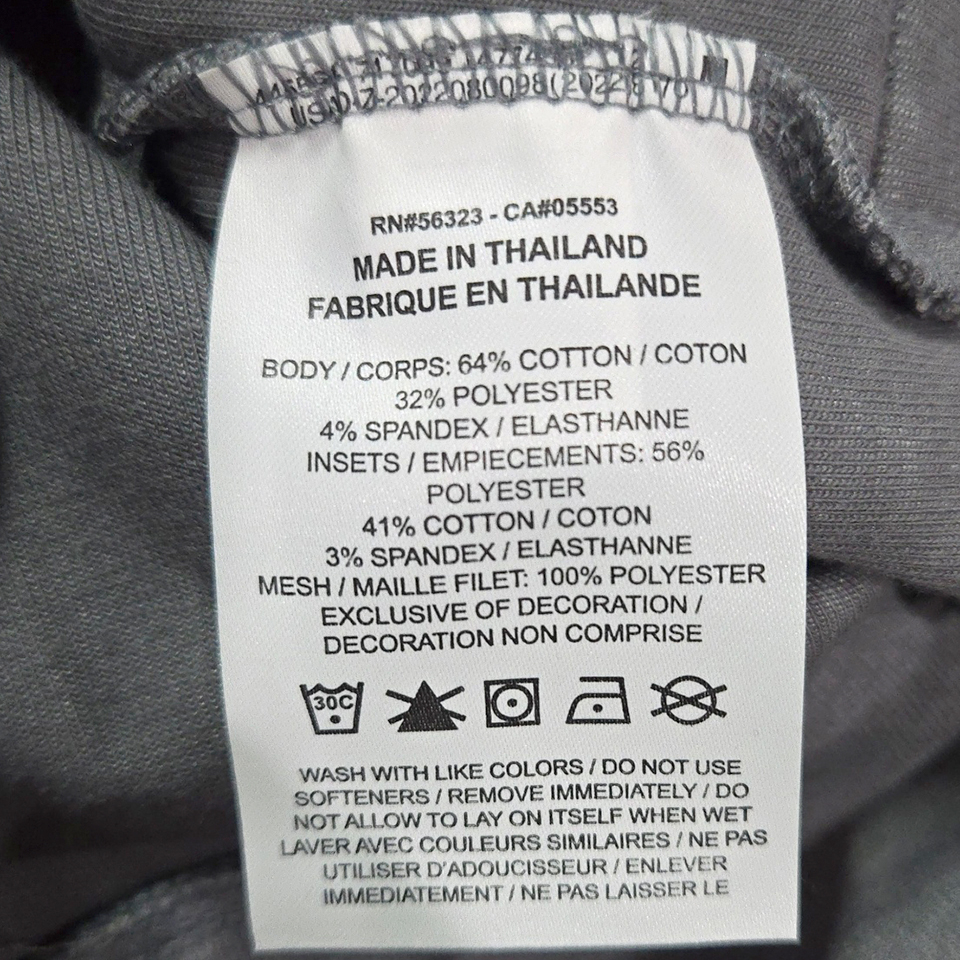 RN#56323 - CA#05553
MADE IN THAILAND
FABRIQUE EN THAILANDE
BODY / CORPS: 64% COTTON / COTON
32% POLYESTER
4% SPANDEX / ELASTHANNE
INSETS / EMPIECEMENTS: 56%
POLYESTER
41% COTTON / COTON
3% SPANDEX / ELASTHANNE
MESH / MAILLE FILET: 100% POLYESTER
EXCLUSIVE OF DECORATION /
DECORATION NON COMPRISE
30C
WASH WITH LIKE COLORS / DO NOT USE
SOFTENERS / REMOVE IMMEDIATELY / DO
NOT ALLOW TO LAY ON ITSELF WHEN WET
LAVER AVEC COULEURS SIMILAIRES / NE PAS
UTILISER D'ADOUCISSEUR / ENLEVER
IMMEDIATEMENT / NE PAS LAISSER LE